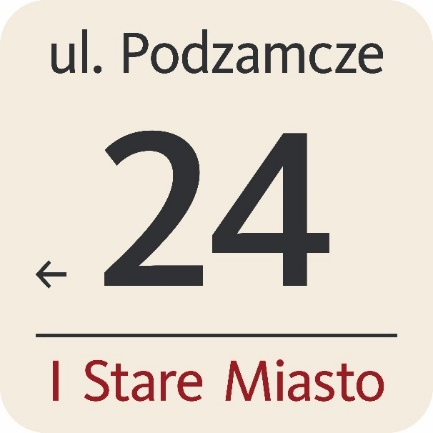 ul. Podzamcze
24
←
I Stare Miasto